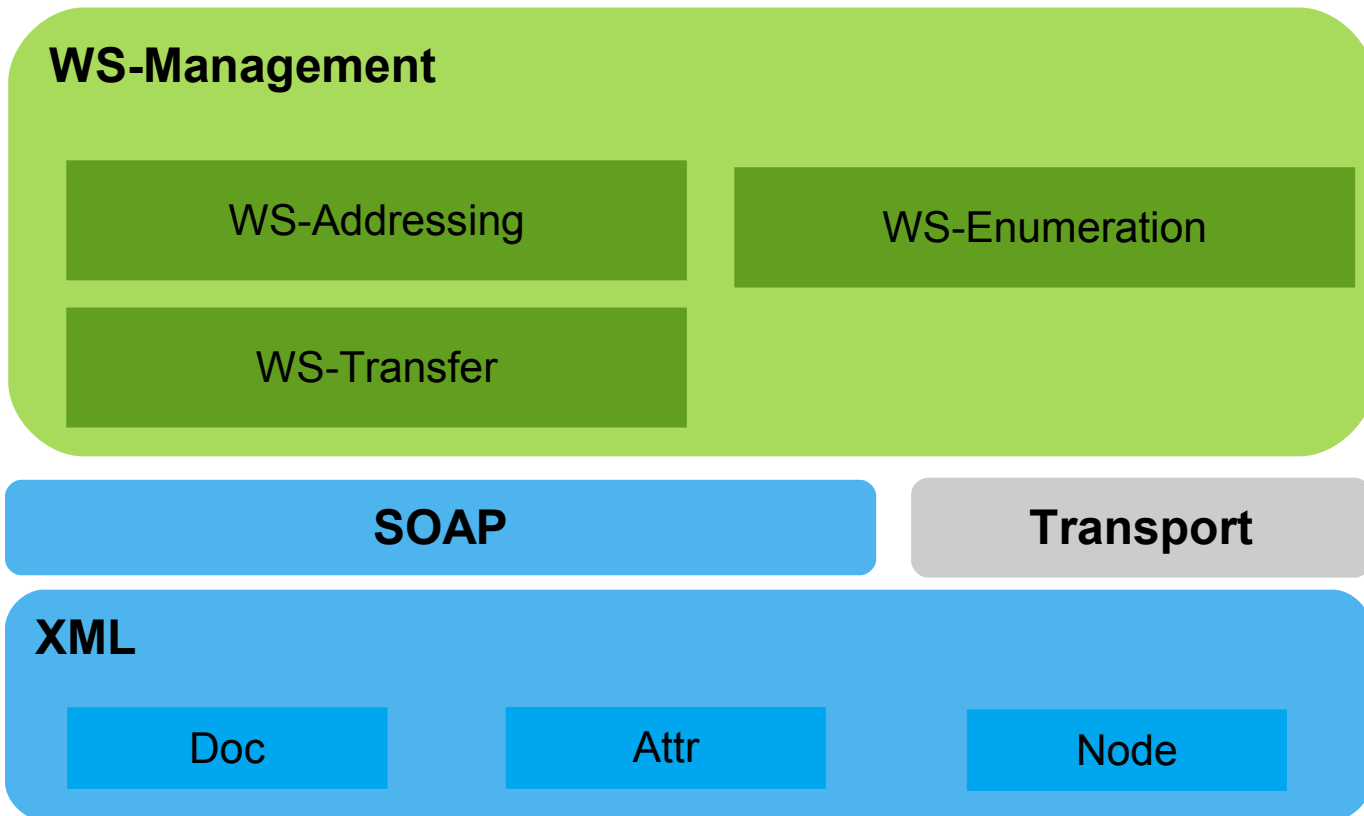 WS-Management
WS-Addressing
WS-Enumeration
WS-Transfer
SOAP
Transport
XML
Doc
Attr
Node